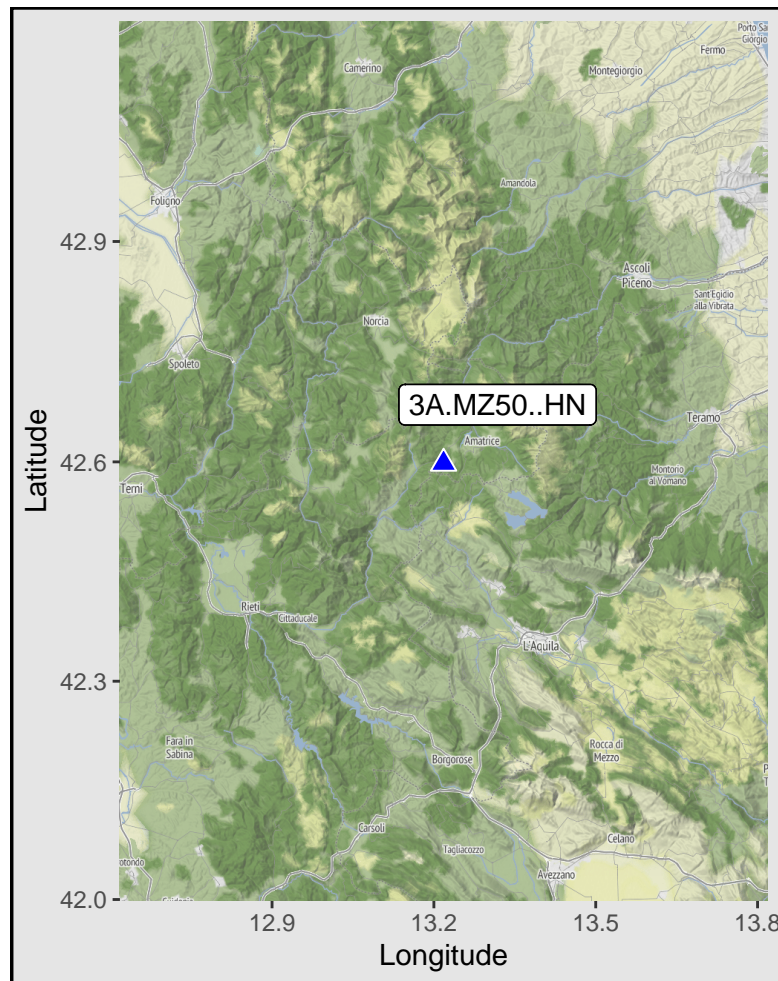 Porto Sa
Giorgio
Fermo
Camerino
Montegiorgio
Amandola
Foligno
42.9
Ascoli
Piceno
Sant'Egidio
alla Vibrata
Norcia
Spoleto
3A.MZ50..HN
Teramo
Amatrice
42.6
Montorio
al Vomano
Terni
Latitude
Rieti
Cittaducale
L'Aquila
42.3
Fara in
Sabina
Rocca di
Mezzo
Borgorose
Carsoli
Celano
Tagliacozzo
otondo
Avezzano
42.0
12.9
13.2
13.5
13.8
Longitude